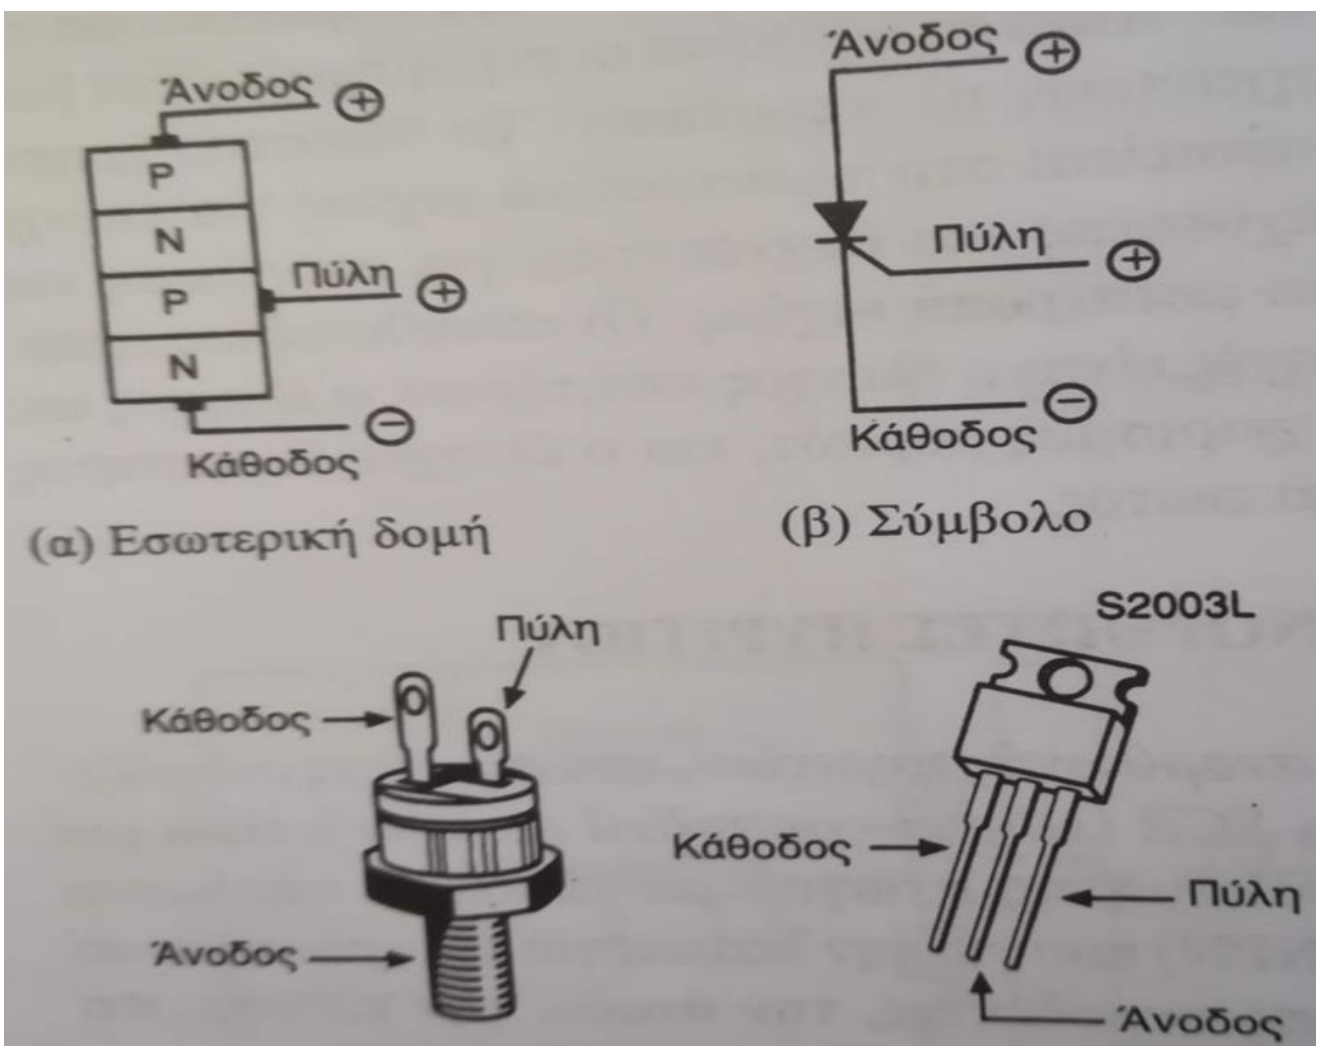 Άνοδος +
P
N
P
N
Πύλη +
−
Κάθοδος
(α) Εσωτερική δομή
Άνοδος +
Πύλη +
−
Κάθοδος
(β) Σύμβολο
Πύλη
Κάθοδος
Άνοδος
S2003L
Κάθοδος
Πύλη
Άνοδος